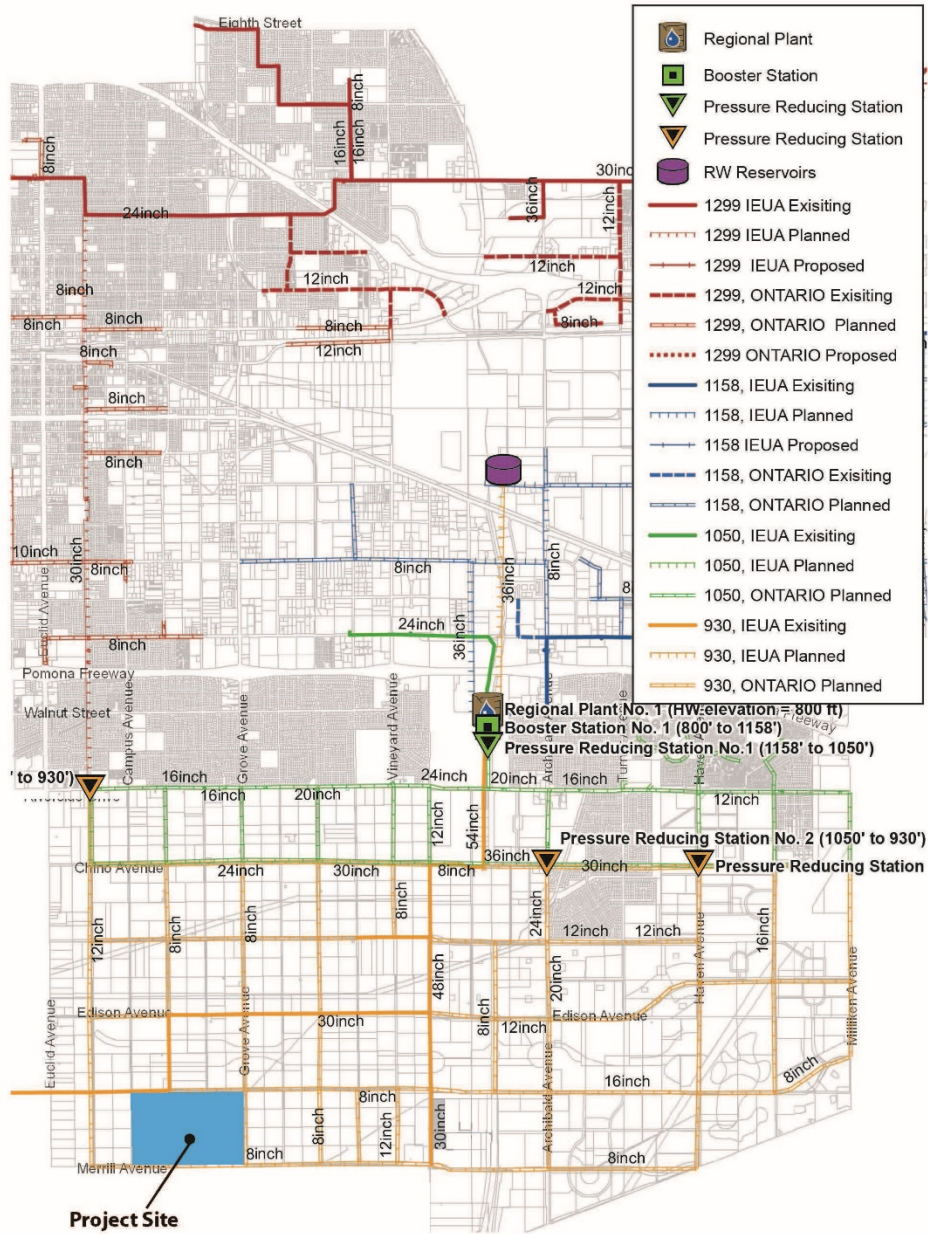 Eighth Street
8inch
16inch
16inch
8inch
30inc
24inch
36inch
12inch
12inch
12inch
12inch
8inch
8inch
8inch
8inch
8inch
12inch
8inch
8inch
8inch
10inch
8inch
30inch
8inch
36inch
8inch
8
Euclid Avenue
8inch
24inch
36inch
Pomona Freeway
Walnut Street
Campus Avenue
Grove Avenue
Vineyard Avenue
Regional Plant No. 1 (HW elevation = 800 ft)
Freeway
Booster Station No. 1 (800' to 1158')
Pressure Reducing Station No.1 (1158' to 1050')
' to 930')
16inch
16inch
20inch
24inch
20inch
16inch
12inch
12inch
54inch
Pressure Reducing Station No. 2 (1050' to 930')
Chino Avenue
24inch
30inch
8inch
36inch
30inch
Pressure Reducing Station
12inch
8inch
8inch
8inch
24inch
12inch
12inch
16inch
48inch
20inch
Haven Avenue
Milliken Avenue
Euclid Avenue
Edison Avenue
Grove Avenue
30inch
8inch
12inch
Edison Avenue
16inch
8inch
8inch
8inch
12inch
30inch
Archibald Avenue
Merrill Avenue
8inch
8inch
Project Site
Regional Plant
Booster Station
Pressure Reducing Station
Pressure Reducing Station
RW Reservoirs
1299 IEUA Exisiting
1299 IEUA Planned
1299 IEUA Proposed
1299, ONTARIO Exisiting
1299, ONTARIO Planned
1299 ONTARIO Proposed
1158, IEUA Exisiting
1158, IEUA Planned
1158 IEUA Proposed
1158, ONTARIO Exisiting
1158, ONTARIO Planned
1050, IEUA Exisiting
1050, IEUA Planned
1050, ONTARIO Planned
930, IEUA Existing
930, IEUA Planned
930, ONTARIO Planned